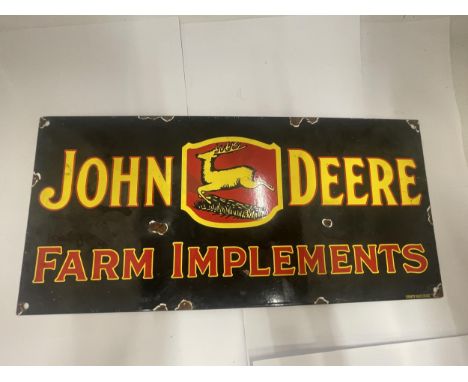 JOHN DEERE
FARM IMPLEMENTS